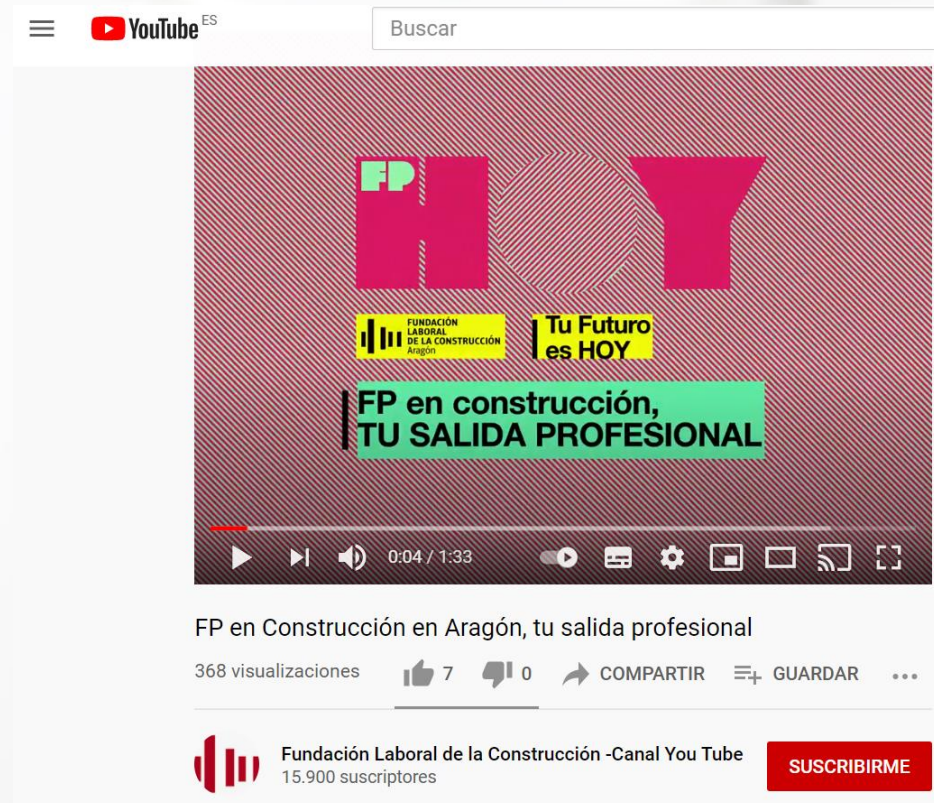 YouTube ES
Buscar
FP
HOY
FUNDACIÓN
LABORAL
DE LA CONSTRUCCIÓN
Aragón
Tu Futuro
es HOY
FP en construcción,
TU SALIDA PROFESIONAL
0:04 / 1:33
FP en Construcción en Aragón, tu salida profesional
368 visualizaciones 7 0 COMPARTIR GUARDAR
Fundación Laboral de la Construcción -Canal You Tube
15.900 suscriptores
SUSCRIBIRME